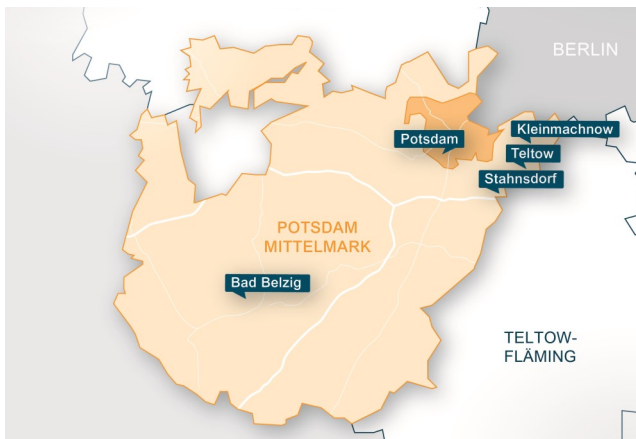 BERLIN
Kleinmachnow
Potsdam
Teltow
Stahnsdorf
POTSDAM
MITTELMARK
Bad Belzig
TELTOW-
FLÄMING